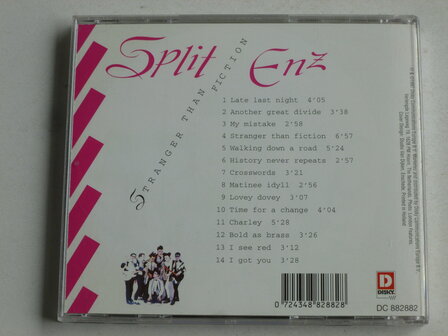 Split Enz
STRANGER THAN FICTION
1 Late last night 4'05
2 Another great divide 3'38
3 My mistake 2'58
4 Stranger than fiction 6'57
5 Walking down a road 5'24
6 History never repeats 2'57
7 Crosswords 3'21
8 Matinee idyll 2'56
9 Lovey dovey 3'07
10 Time for a change 4'04
11 Charley 5'28
12 Bold as brass 3'26
13 I see red 3'12
14 I got you 3'28
0 724348 828828
D
DISKY
DC 882882